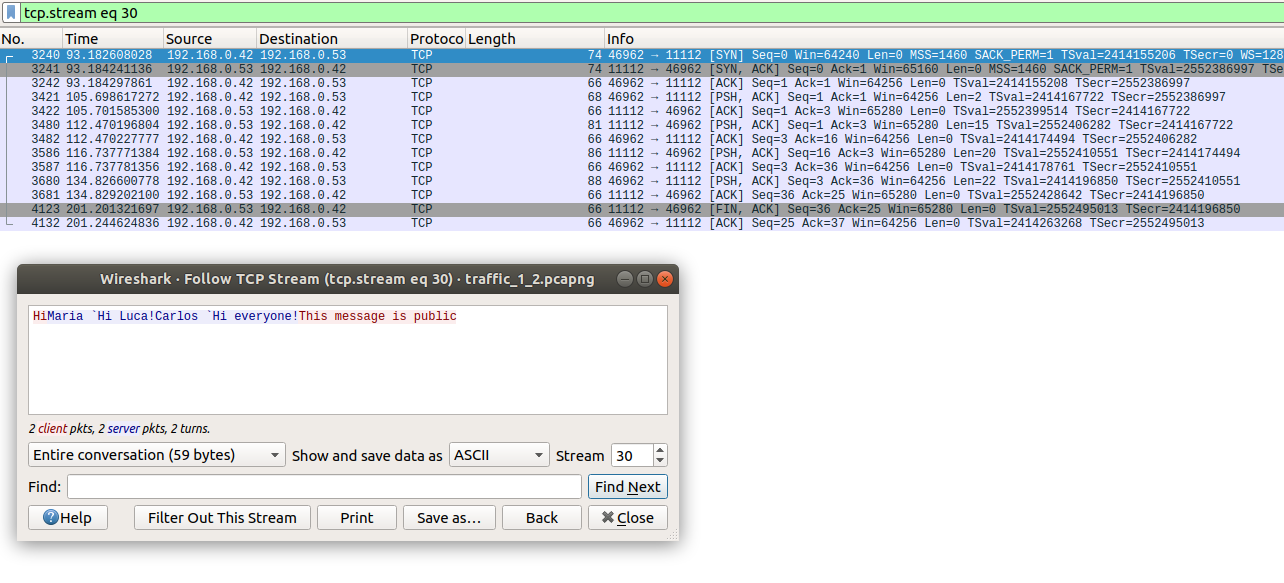 tcp.stream eq 30
No. Time Source Destination Protoco Length Info
3240 93.182608028 192.168.0.42 192.168.0.53 TCP 74 46962 → 11112 [SYN] Seq=0 Win=64240 Len=0 MSS=1460 SACK_PERM=1 TSval=2414155206 TSecr=0 WS=128
3241 93.184241136 192.168.0.53 192.168.0.42 TCP 74 11112 → 46962 [SYN, ACK] Seq=0 Ack=1 Win=65160 Len=0 MSS=1460 SACK_PERM=1 TSval=2552386997 TSe
3242 93.184297861 192.168.0.42 192.168.0.53 TCP 66 46962 → 11112 [ACK] Seq=1 Ack=1 Win=64256 Len=0 TSval=2414155208 TSecr=2552386997
3421 105.698617272 192.168.0.42 192.168.0.53 TCP 68 46962 → 11112 [PSH, ACK] Seq=1 Ack=1 Win=64256 Len=2 TSval=2414167722 TSecr=2552386997
3422 105.701585300 192.168.0.53 192.168.0.42 TCP 66 11112 → 46962 [ACK] Seq=1 Ack=3 Win=65280 Len=0 TSval=2552399514 TSecr=2414167722
3480 112.470196804 192.168.0.53 192.168.0.42 TCP 81 11112 → 46962 [PSH, ACK] Seq=1 Ack=3 Win=65280 Len=15 TSval=2552406282 TSecr=2414167722
3482 112.470227777 192.168.0.42 192.168.0.53 TCP 66 46962 → 11112 [ACK] Seq=3 Ack=16 Win=64256 Len=0 TSval=2414174494 TSecr=2552406282
3586 116.737771384 192.168.0.53 192.168.0.42 TCP 86 11112 → 46962 [PSH, ACK] Seq=16 Ack=3 Win=65280 Len=20 TSval=2552410551 TSecr=2414174494
3587 116.737781356 192.168.0.42 192.168.0.53 TCP 66 46962 → 11112 [ACK] Seq=3 Ack=36 Win=64256 Len=0 TSval=2414178761 TSecr=2552410551
3680 134.826600778 192.168.0.42 192.168.0.53 TCP 88 46962 → 11112 [PSH, ACK] Seq=3 Ack=36 Win=64256 Len=22 TSval=2414196850 TSecr=2552410551
3681 134.829202100 192.168.0.53 192.168.0.42 TCP 66 11112 → 46962 [ACK] Seq=36 Ack=25 Win=65280 Len=0 TSval=2552428642 TSecr=2414196850
4123 201.201321697 192.168.0.53 192.168.0.42 TCP 66 11112 → 46962 [FIN, ACK] Seq=36 Ack=25 Win=65280 Len=0 TSval=2552495013 TSecr=2414196850
4132 201.244624836 192.168.0.42 192.168.0.53 TCP 66 46962 → 11112 [ACK] Seq=25 Ack=37 Win=64256 Len=0 TSval=2414263268 TSecr=2552495013
Wireshark · Follow TCP Stream (tcp.stream eq 30) · traffic_1_2.pcapng
HiMaria `Hi Luca!Carlos `Hi everyone!This message is public
2 client pkts, 2 server pkts, 2 turns.
Entire conversation (59 bytes) Show and save data as ASCII Stream 30
Find: Find Next
Help Filter Out This Stream Print Save as… Back Close